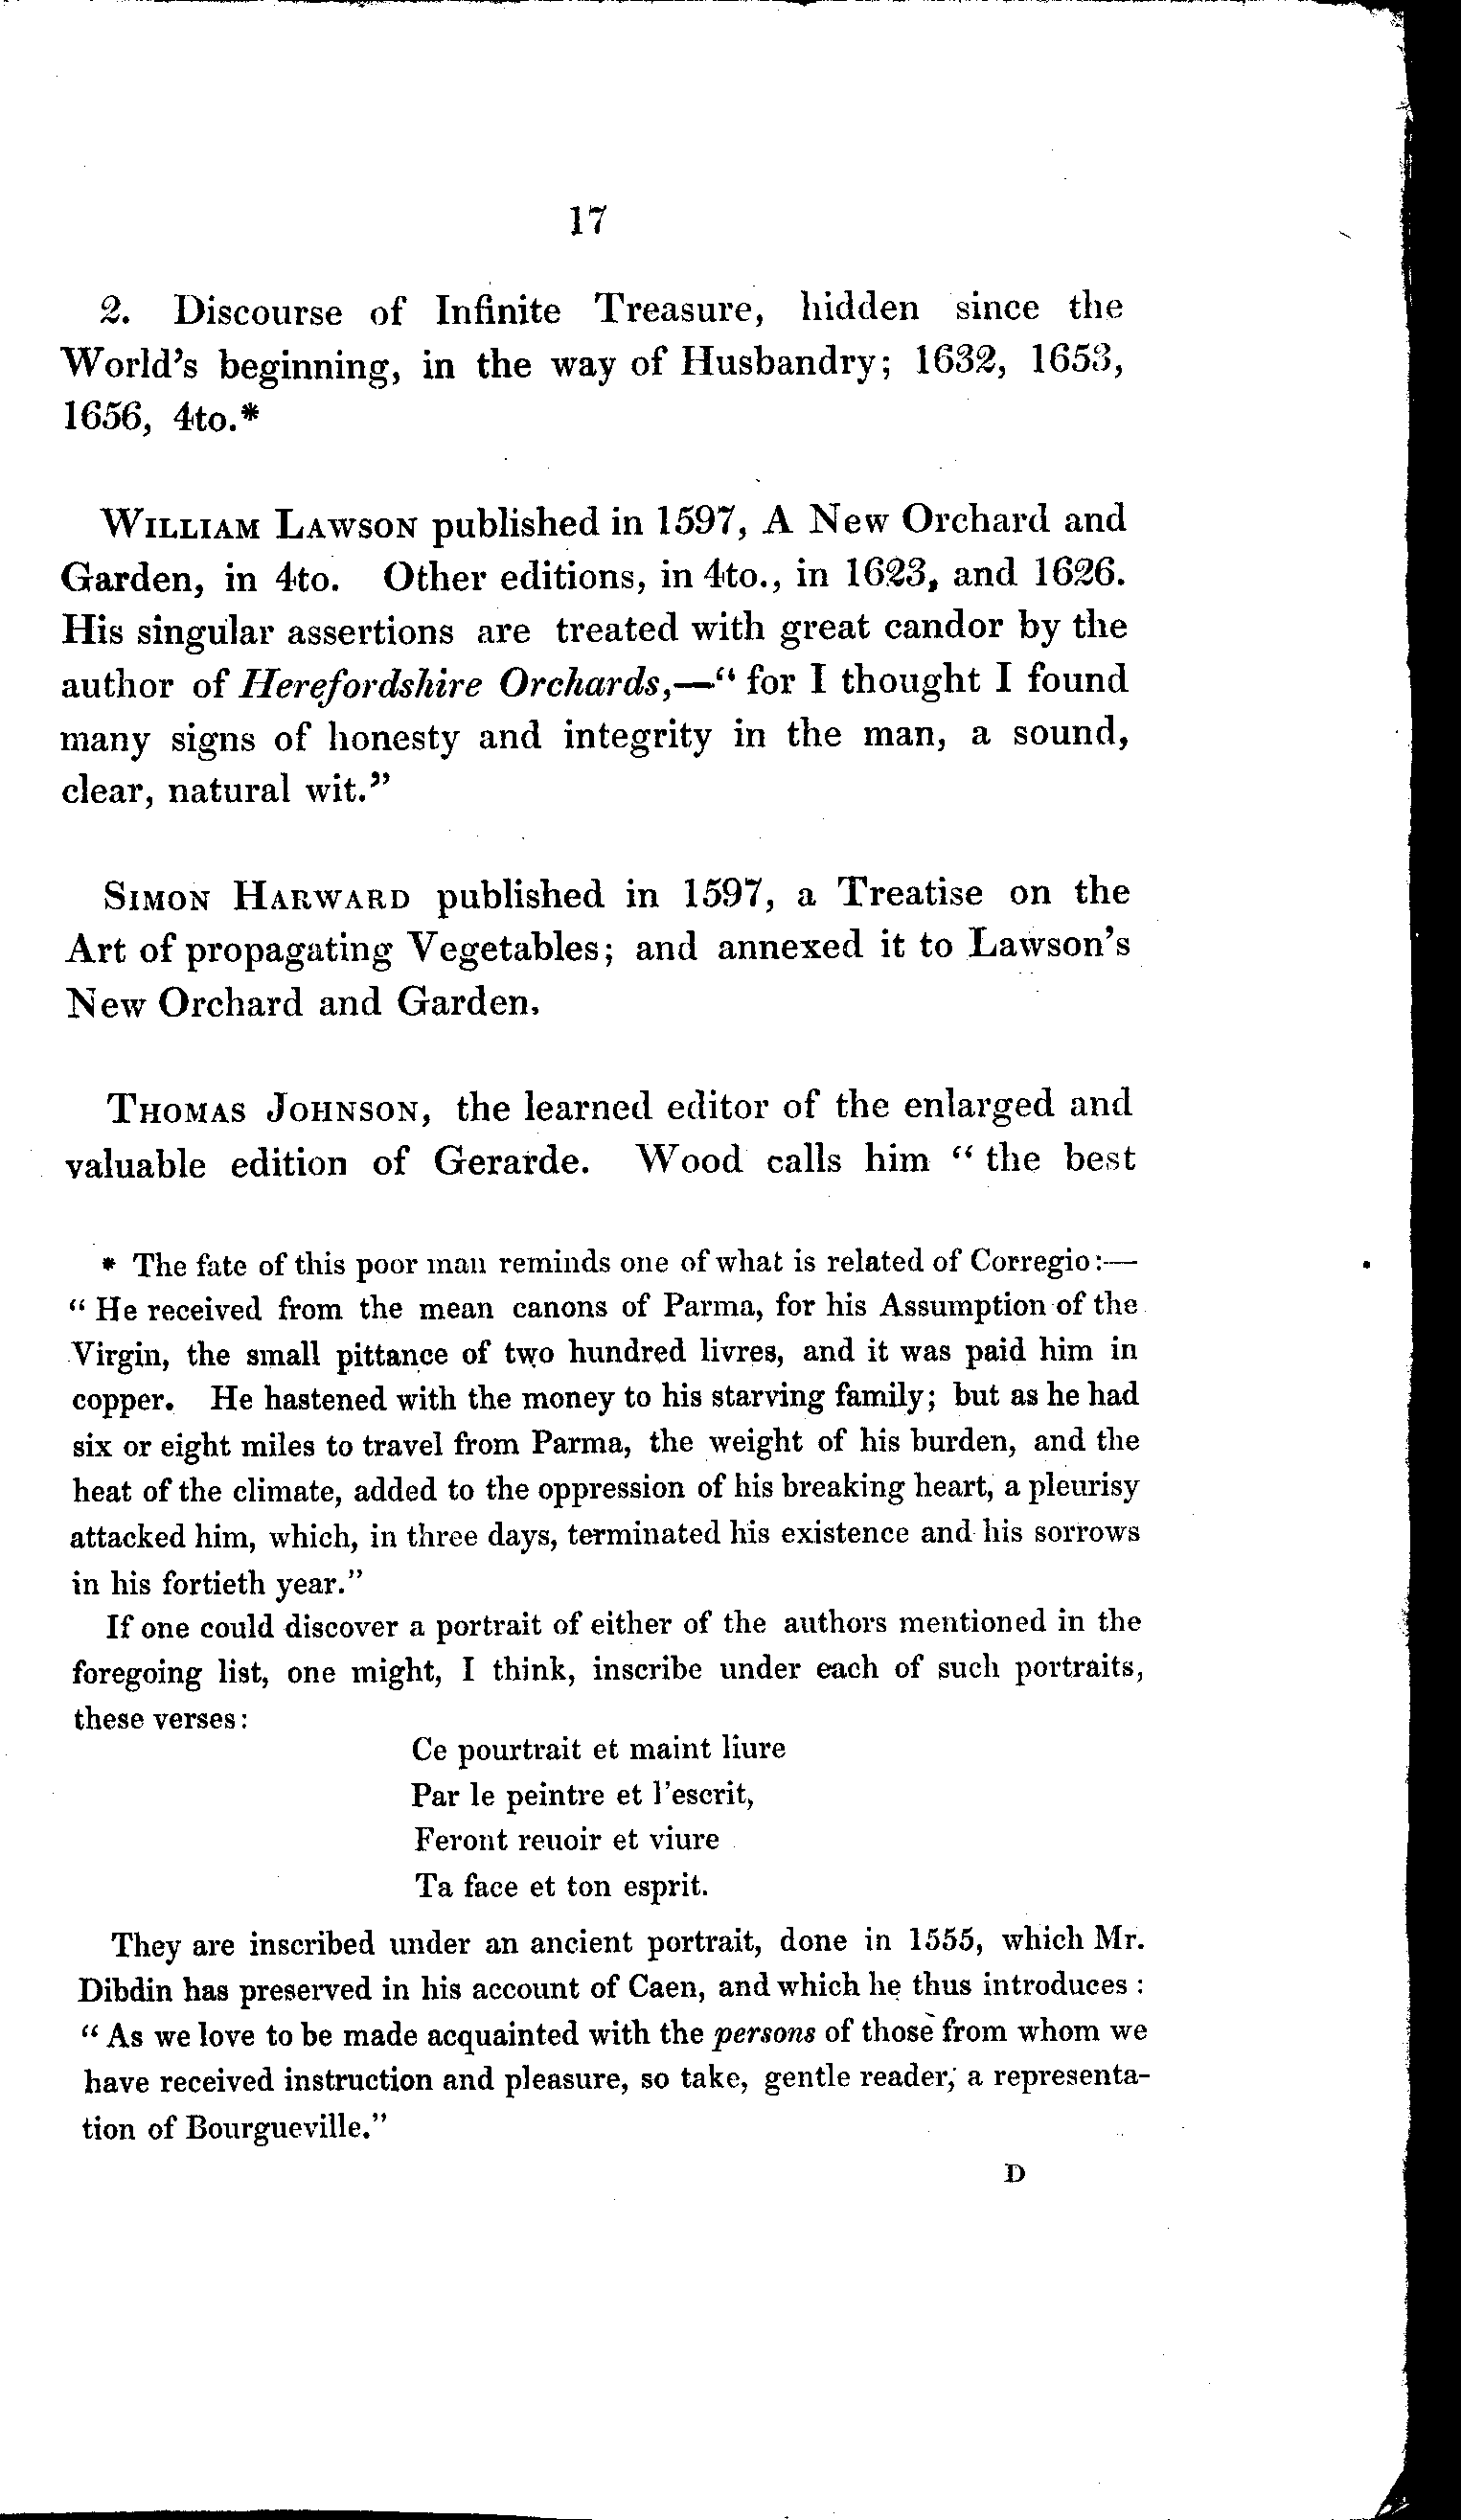 17
2. Discourse of Infinite Treasure, hidden since the
World's beginning, in the way of Husbandry; 1632, 1653,
1656, 4to.*
WILLIAM LAWSON published in 1597, A New Orchard and
Garden, in 4to. Other editions, in 4to., in 1623, and 1626.
His singular assertions are treated with great candor by the
author of Herefordshire Orchards,—“ for I thought I found
many signs of honesty and integrity in the man, a sound,
clear, natural wit.”
SIMON HARWARD published in 1597, a Treatise on the
Art of propagating Vegetables; and annexed it to Lawson's
New Orchard and Garden.
THOMAS JOHNSON, the learned editor of the enlarged and
valuable edition of Gerarde. Wood calls him “ the best
* The fate of this poor man reminds one of what is related of Corregio:—
“ He received from the mean canons of Parma, for his Assumption of the
Virgin, the small pittance of two hundred livres, and it was paid him in
copper. He hastened with the money to his starving family; but as he had
six or eight miles to travel from Parma, the weight of his burden, and the
heat of the climate, added to the oppression of his breaking heart, a pleurisy
attacked him, which, in three days, terminated his existence and his sorrows
in his fortieth year.”
If one could discover a portrait of either of the authors mentioned in the
foregoing list, one might, I think, inscribe under each of such portraits,
these verses:
Ce pourtrait et maint liure
Par le peintre et l'escrit,
Feront reuoir et viure
Ta face et ton esprit.
They are inscribed under an ancient portrait, done in 1555, which Mr.
Dibdin has preserved in his account of Caen, and which he thus introduces :
“ As we love to be made acquainted with the persons of those from whom we
have received instruction and pleasure, so take, gentle reader, a representa-
tion of Bourgueville.”
D